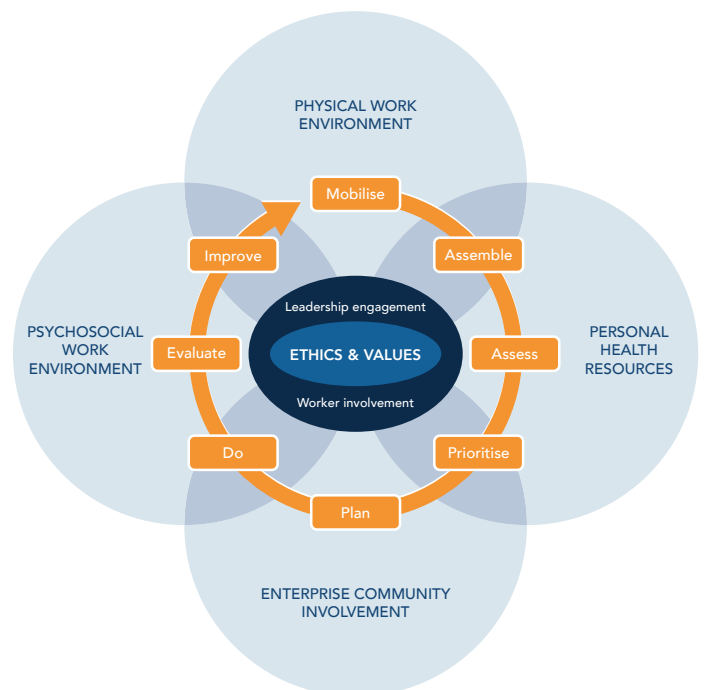 PHYSICAL WORK
ENVIRONMENT
Mobilise
Assemble
Assess
Prioritise
Plan
Do
Evaluate
Improve
PERSONAL
HEALTH
RESOURCES
ENTERPRISE COMMUNITY
INVOLVEMENT
PSYCHOSOCIAL
WORK
ENVIRONMENT
Leadership engagement
ETHICS & VALUES
Worker involvement